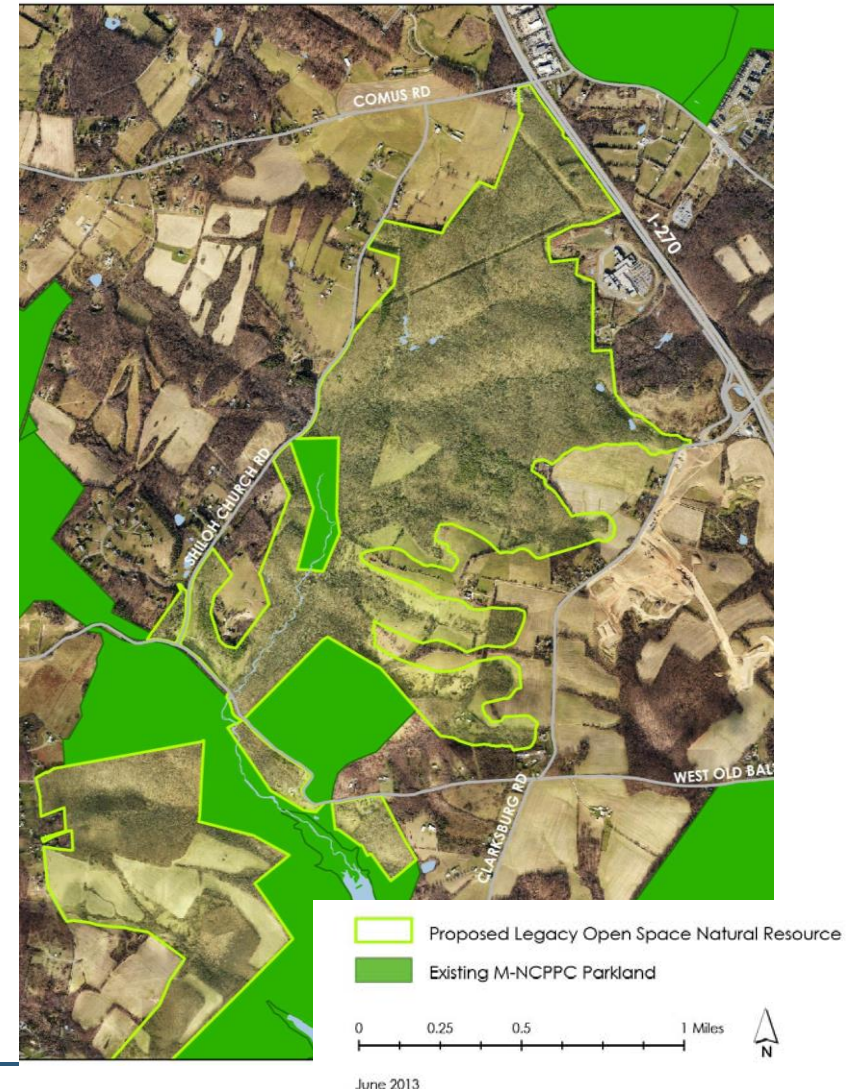 COMUS RD
I-270
SHILOH CHURCH RD
WEST OLD BAL
CLARKSBURG RD
Proposed Legacy Open Space Natural Resource
Existing M-NCPPC Parkland
0 0.25 0.5 1 Miles
N
June 2013